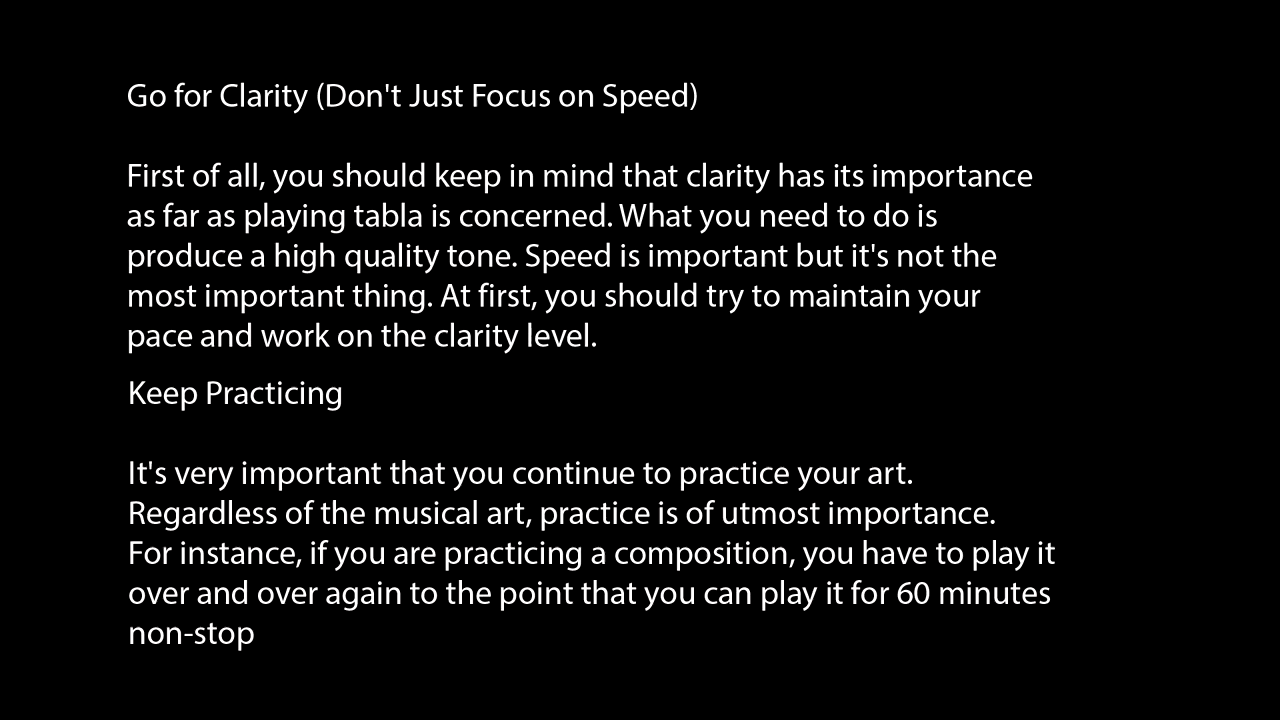 Go for Clarity (Don't Just Focus on Speed)
First of all, you should keep in mind that clarity has its importance
as far as playing tabla is concerned. What you need to do is
produce a high quality tone. Speed is important but it's not the
most important thing. At first, you should try to maintain your
pace and work on the clarity level.
Keep Practicing
It's very important that you continue to practice your art.
Regardless of the musical art, practice is of utmost importance.
For instance, if you are practicing a composition, you have to play it
over and over again to the point that you can play it for 60 minutes
non-stop